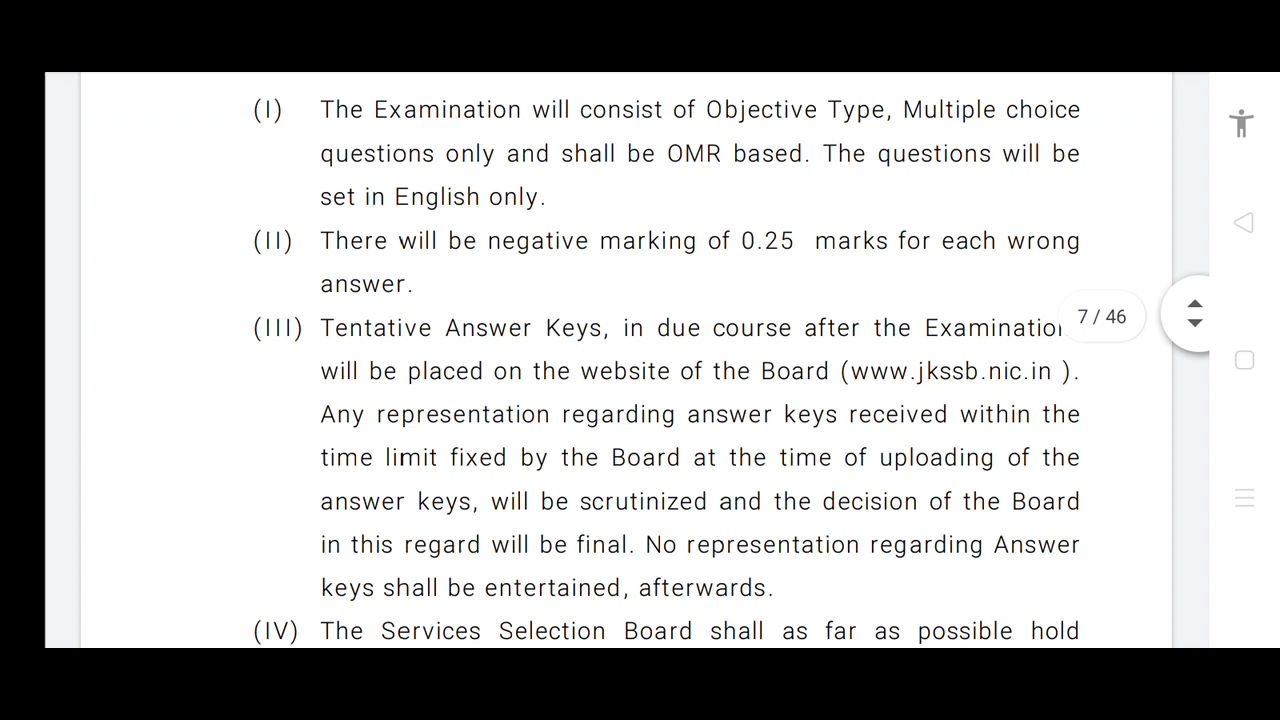 (I) The Examination will consist of Objective Type, Multiple choice
questions only and shall be OMR based. The questions will be
set in English only.
(II) There will be negative marking of 0.25 marks for each wrong
answer.
(III) Tentative Answer Keys, in due course after the Examination
7 / 46
will be placed on the website of the Board (www.jkssb.nic.in ).
Any representation regarding answer keys received within the
time limit fixed by the Board at the time of uploading of the
answer keys, will be scrutinized and the decision of the Board
in this regard will be final. No representation regarding Answer
keys shall be entertained, afterwards.
(IV) The Services Selection Board shall as far as possible hold